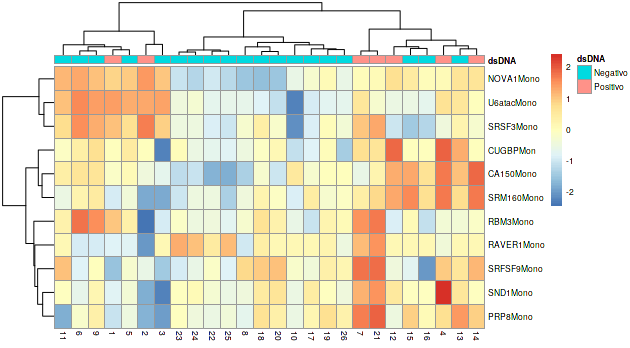 dsDNA
dsDNA
Negativo
Positivo
2
1
0
-1
-2
NOVA1Mono
U6atacMono
SRSF3Mono
CUGBPMon
CA150Mono
SRM160Mono
RBM3Mono
RAVER1Mono
SRFSF9Mono
SND1Mono
PRP8Mono
11 6 9 1 5 2 3 23 24 22 25 8 18 20 10 17 19 26 7 21 12 15 16 4 13 14